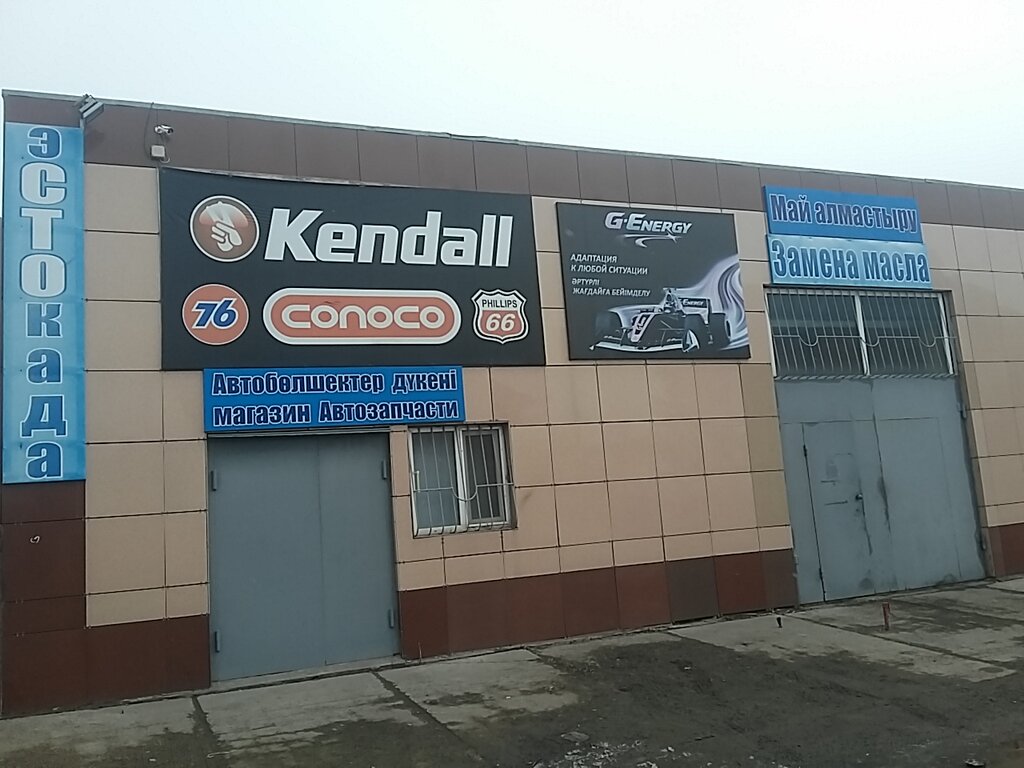 эстокада
Kendall
76
conoco
PHILLIPS
66
Автобөлшектер дүкені
магазин Автозапчасти
G-ENERGY
АДАПТАЦИЯ
К ЛЮБОЙ СИТУАЦИИ
ӘРТҮРЛІ
ЖАҒДАЙҒА БЕЙІМДЕЛУ
G-ENERGY
Май алмастыру
Замена масла